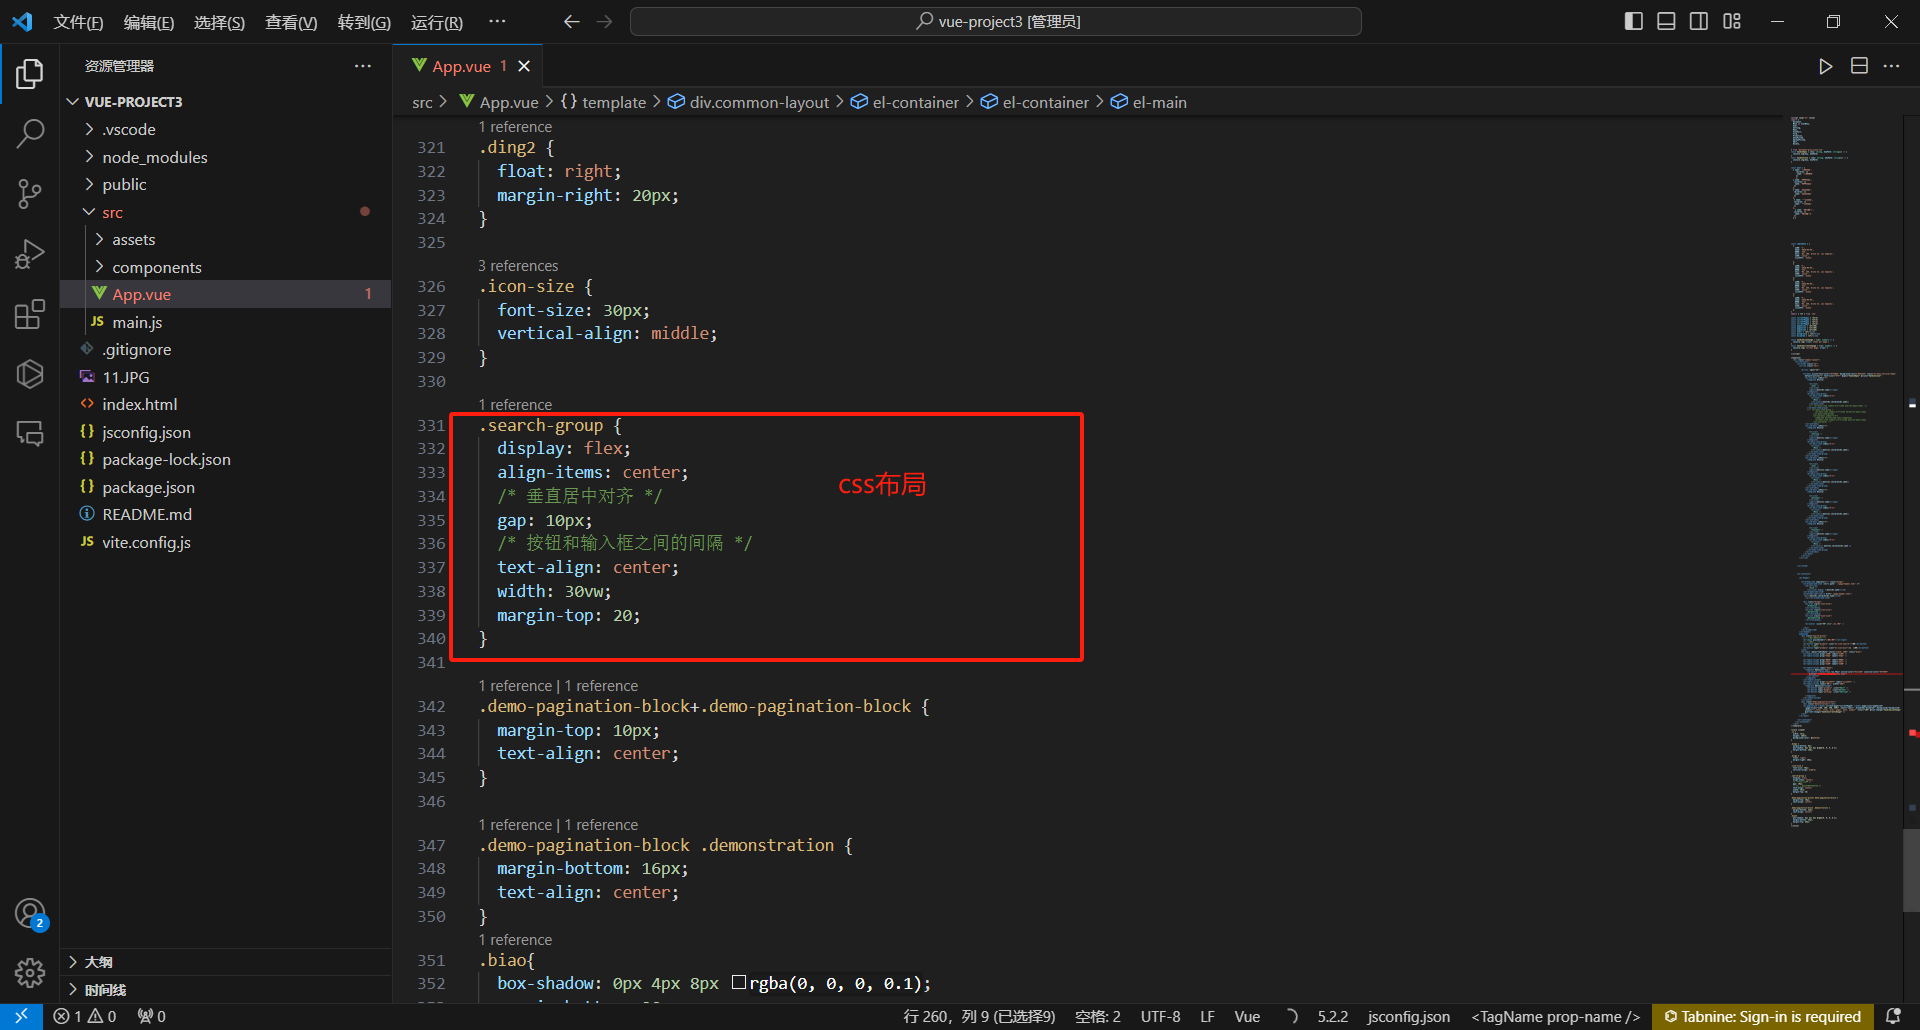 文件(F) 编辑(E) 选择(S) 查看(V) 转到(G) 运行(R) ··· vue-project3 [管理员]
资源管理器
VUE-PROJECT3
.vscode
node_modules
public
src
assets
components
App.vue 1
JS main.js
.gitignore
11.JPG
<> index.html
{} jsconfig.json
{} package-lock.json
{} package.json
README.md
JS vite.config.js
大纲
时间线
2
App.vue 1
src > App.vue > {} template > div.common-layout > el-container > el-container > el-main
1 reference
321 .ding2 {
322 float: right;
323 margin-right: 20px;
324 }
325
3 references
326 .icon-size {
327 font-size: 30px;
328 vertical-align: middle;
329 }
330
1 reference
331 .search-group {
332 display: flex;
333 align-items: center;
334 /* 垂直居中对齐 */
335 gap: 10px;
336 /* 按钮和输入框之间的间隔 */
337 text-align: center;
338 width: 30vw;
339 margin-top: 20;
340 }
341
css布局
1 reference | 1 reference
342 .demo-pagination-block+.demo-pagination-block {
343 margin-top: 10px;
344 text-align: center;
345 }
346
1 reference | 1 reference
347 .demo-pagination-block .demonstration {
348 margin-bottom: 16px;
349 text-align: center;
350 }
1 reference
351 .biao{
352 box-shadow: 0px 4px 8px rgba(0, 0, 0, 0.1);
1 0 0 行 260，列 9 (已选择9) 空格: 2 UTF-8 LF Vue 5.2.2 jsconfig.json <TagName prop-name /> Tabnine: Sign-in is required